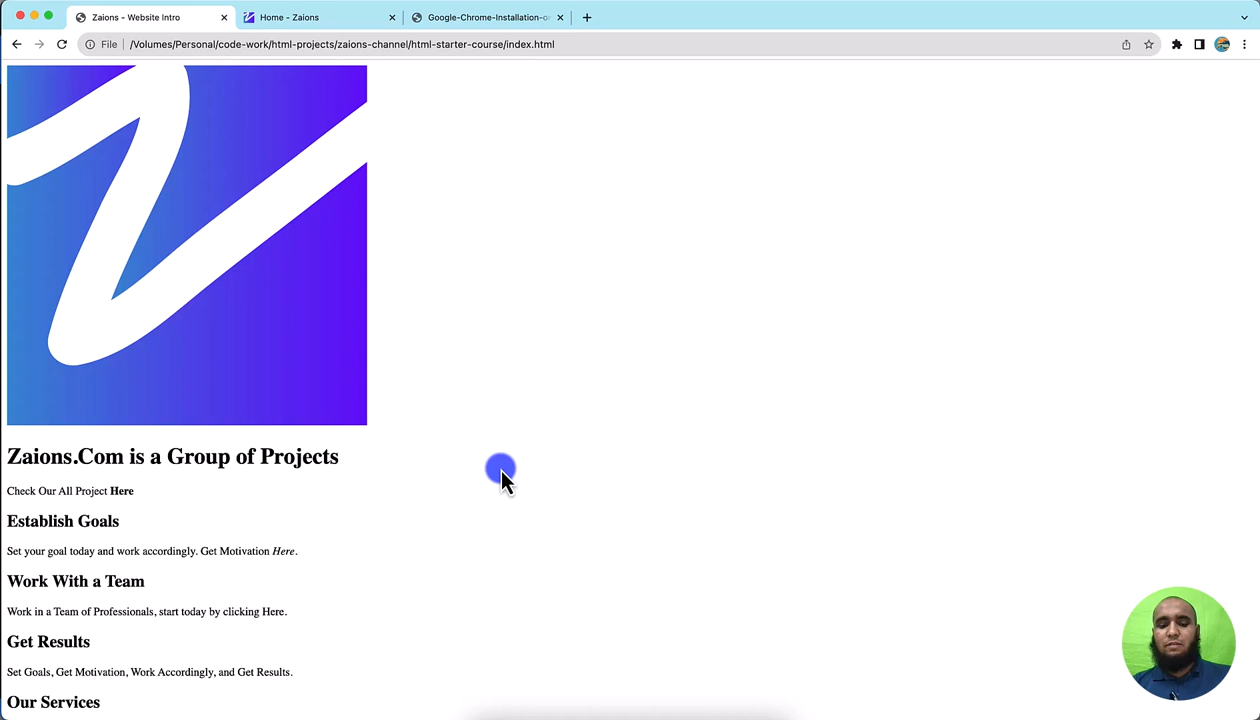 Zaions - Website Intro
Home - Zaions
Google-Chrome-Installation-o
File
/Volumes/Personal/code-work/html-projects/zaions-channel/html-starter-course/index.html
Zaions.Com is a Group of Projects
Check Our All Project Here
Establish Goals
Set your goal today and work accordingly. Get Motivation Here.
Work With a Team
Work in a Team of Professionals, start today by clicking Here.
Get Results
Set Goals, Get Motivation, Work Accordingly, and Get Results.
Our Services